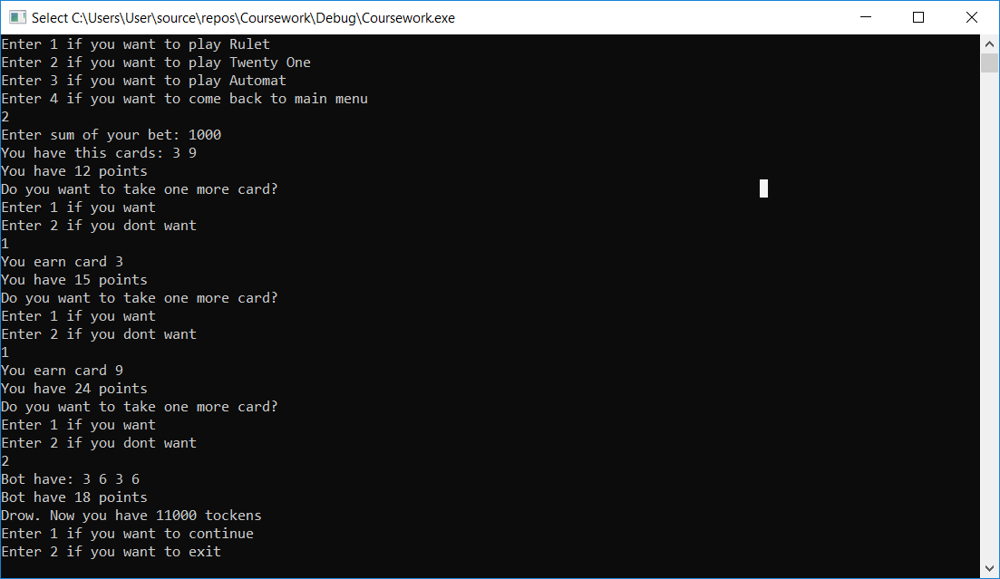 Select C:\Users\User\source\repos\Coursework\Debug\Coursework.exe
Enter 1 if you want to play Rulet
Enter 2 if you want to play Twenty One
Enter 3 if you want to play Automat
Enter 4 if you want to come back to main menu
2
Enter sum of your bet: 1000
You have this cards: 3 9
You have 12 points
Do you want to take one more card?
Enter 1 if you want
Enter 2 if you dont want
1
You earn card 3
You have 15 points
Do you want to take one more card?
Enter 1 if you want
Enter 2 if you dont want
1
You earn card 9
You have 24 points
Do you want to take one more card?
Enter 1 if you want
Enter 2 if you dont want
2
Bot have: 3 6 3 6
Bot have 18 points
Drow. Now you have 11000 tockens
Enter 1 if you want to continue
Enter 2 if you want to exit